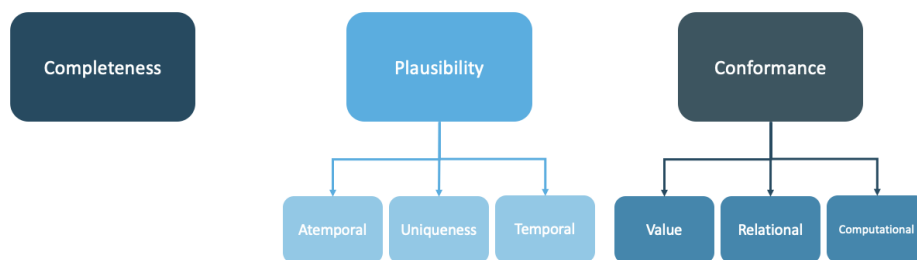 Completeness
Plausibility
Conformance
Atemporal
Uniqueness
Temporal
Value
Relational
Computational